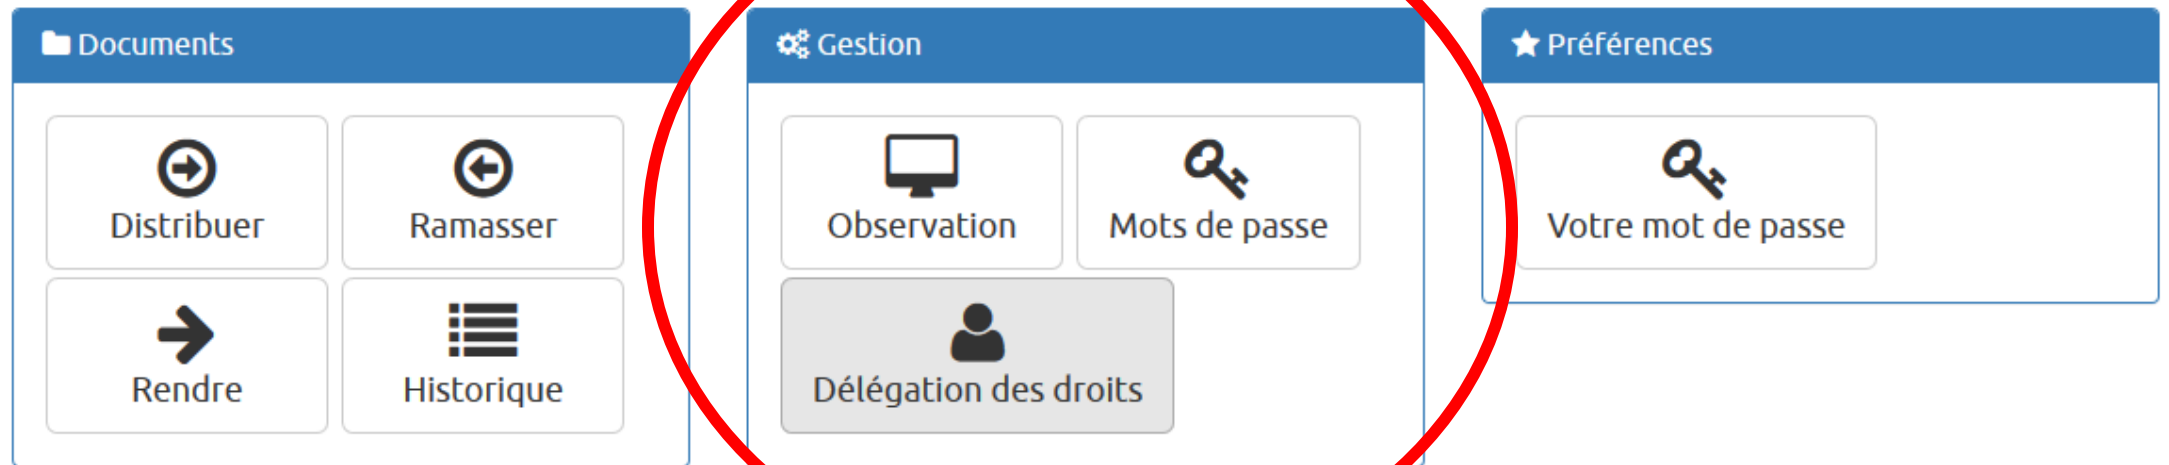 Documents
Distribuer
Ramasser
Rendre
Historique
Gestion
Observation
Mots de passe
Délégation des droits
Préférences
Votre mot de passe